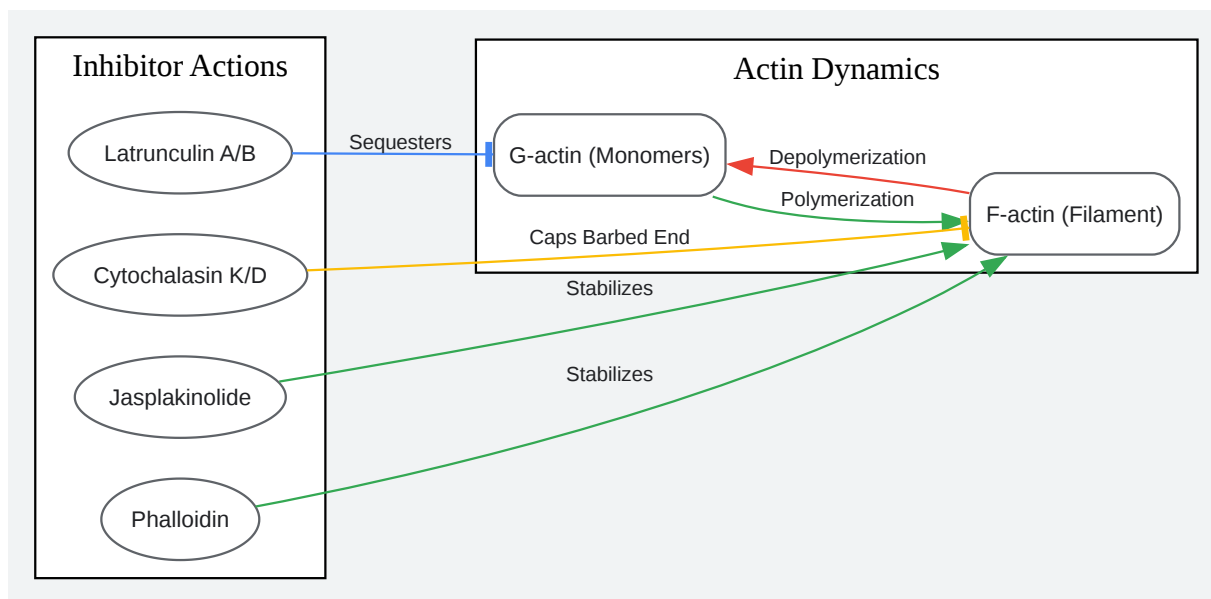 Inhibitor Actions
Latrunculin A/B
Cytochalasin K/D
Jasplakinolide
Phalloidin
Sequesters
Caps Barbed End
Stabilizes
Stabilizes
Actin Dynamics
G-actin (Monomers)
Depolymerization
Polymerization
F-actin (Filament)